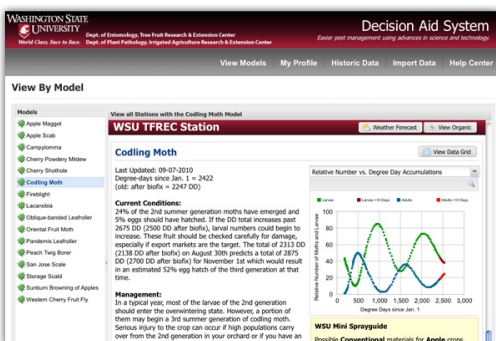 WASHINGTON STATE
UNIVERSITY
World Class. Face to Face.
Dept. of Entomology, Tree Fruit Research & Extension Center
Dept. of Plant Pathology, Irrigated Agriculture Research & Extension Center
Decision Aid System
Easier pest management using advances in science and technology.
View Models | My Profile | Historic Data | Import Data | Help Center
View By Model
Models
Apple Maggot
Apple Scab
Campylomma
Cherry Powdery Mildew
Cherry Shothole
Codling Moth
Fireblight
Lacanobia
Oblique-banded Leafroller
Oriental Fruit Moth
Pandemis Leafroller
Peach Twig Borer
San Jose Scale
Storage Scald
Sunburn Browning of Apples
Western Cherry Fruit Fly
View all Stations with the Codling Moth Model
WSU TFREC Station
Weather Forecast
View Organic
Codling Moth
View Data Grid
Last Updated: 09-07-2010
Degree-days since Jan. 1 = 2422
(old: after biofix = 2247 DD)
Current Conditions:
24% of the 2nd summer generation moths have emerged and
5% eggs should have hatched. If the DD total increases past
2675 DD (2500 DD after biofix), larval numbers could begin to
increase. These fruit should be checked carefully for damage,
especially if export markets are the target. The total of 2313 DD
(2138 DD after biofix) on August 30th predicts a total of 2875
DD (2700 DD after biofix) for November 1st which would result
in an estimated 52% egg hatch of the third generation at that
time.
Management:
In a typical year, most of the larvae of the 2nd generation
should enter the overwintering state. However, a portion of
them may begin a 3rd summer generation of codling moth.
Serious injury to the crop can occur if high populations carry
over from the 2nd generation in your orchard or if you have an
Relative Number vs. Degree Day Accumulations
Larvae
Larvae +10 Days
Adults
Adults +10 Days
Relative Number of Moths and Larvae
100
80
60
40
20
0
0 500 1,000 1,500 2,000 2,500 3,000
Degree Days since Jan. 1
WSU Mini Sprayguide
Possible Conventional materials for Apple crops